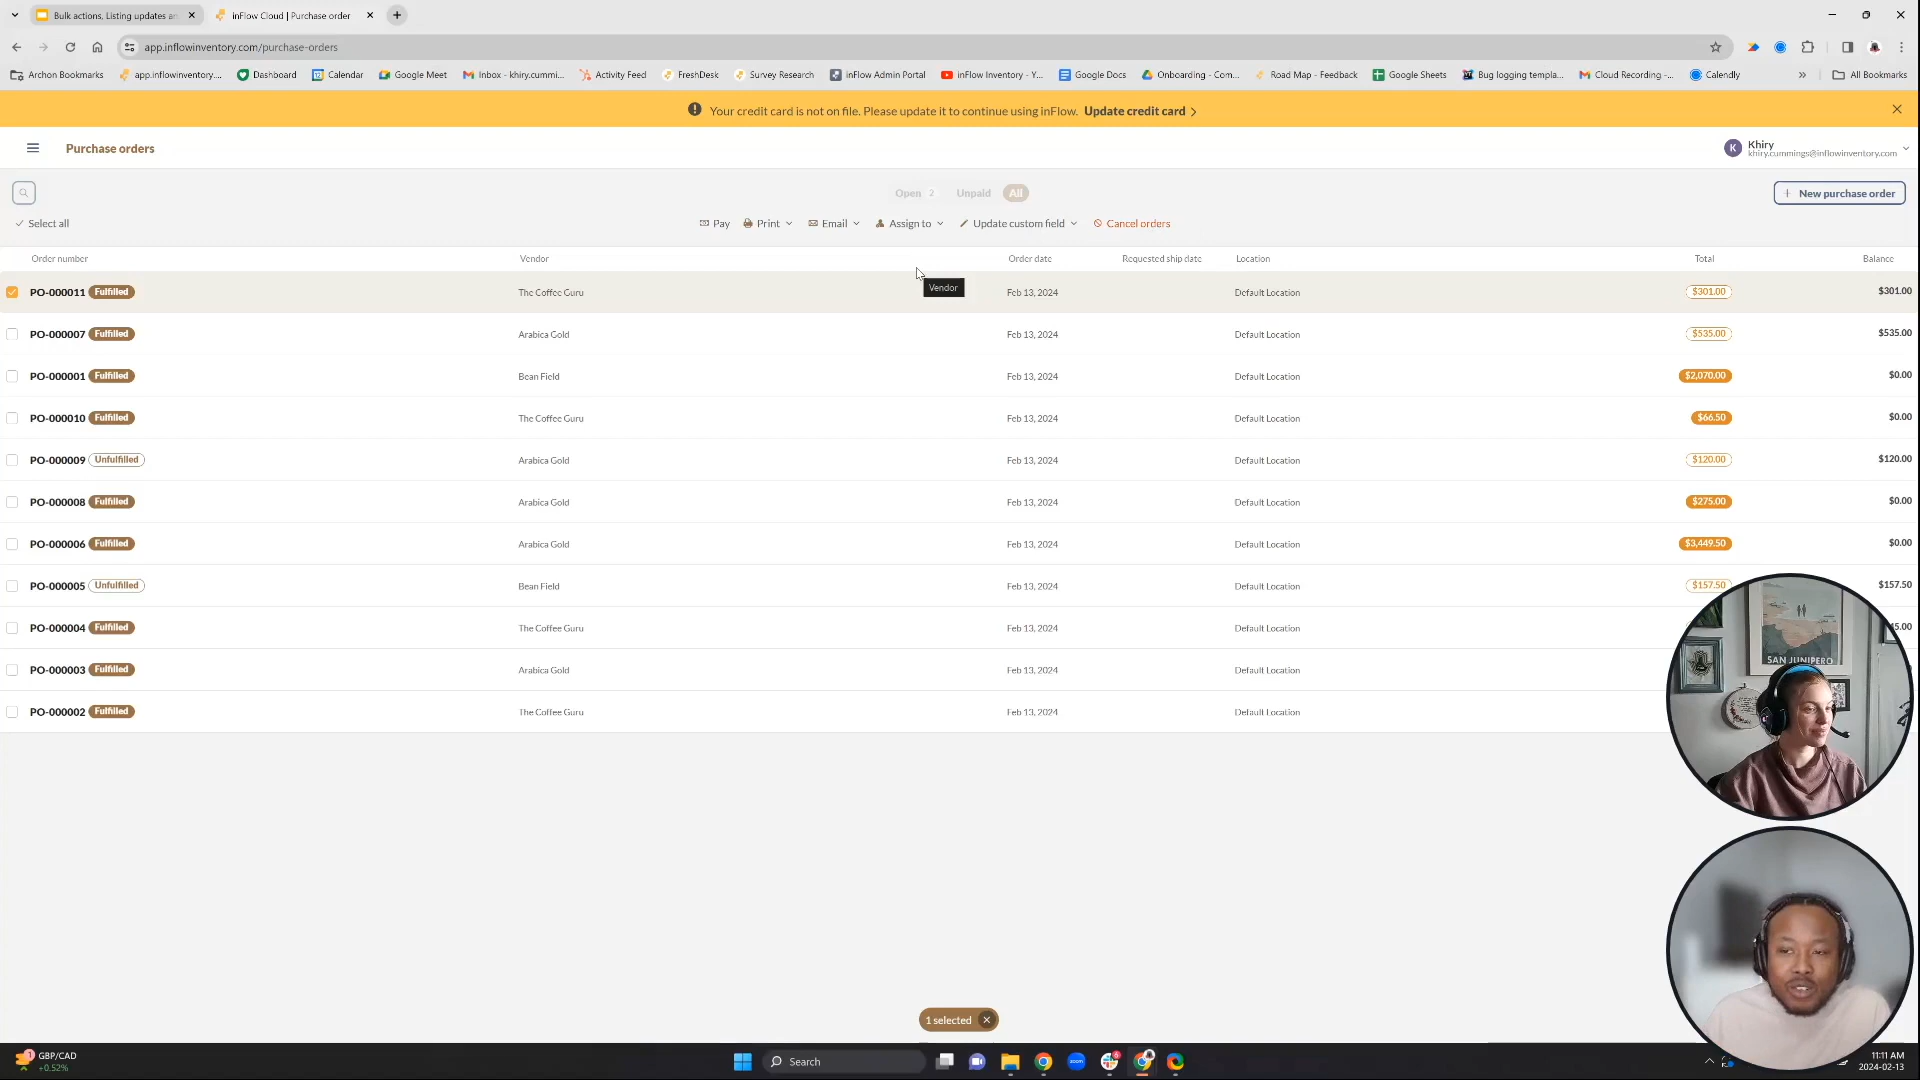 Bulk actions, Listing updates an
inFlow Cloud | Purchase order
app.inflowinventory.com/purchase-orders
Archon Bookmarks
app.inflowinventory....
Dashboard
Calendar
Google Meet
Inbox - khiry.cummi...
Activity Feed
FreshDesk
Survey Research
inFlow Admin Portal
inFlow Inventory - Y...
Google Docs
Onboarding - Com...
Road Map - Feedback
Google Sheets
Bug logging templa...
Cloud Recording -...
Calendly
All Bookmarks
Your credit card is not on file. Please update it to continue using inFlow. Update credit card
Purchase orders
K
Khiry
khiry.cummings@inflowinventory.com
Open 2 Unpaid All
+ New purchase order
Select all
Pay Print Email Assign to Update custom field Cancel orders
Order number Vendor Order date Requested ship date Location Total Balance
PO-000011 Fulfilled The Coffee Guru Feb 13, 2024 Default Location $301.00 $301.00
Vendor
PO-000007 Fulfilled Arabica Gold Feb 13, 2024 Default Location $535.00 $535.00
PO-000001 Fulfilled Bean Field Feb 13, 2024 Default Location $2,070.00 $0.00
PO-000010 Fulfilled The Coffee Guru Feb 13, 2024 Default Location $66.50 $0.00
PO-000009 Unfulfilled Arabica Gold Feb 13, 2024 Default Location $120.00 $120.00
PO-000008 Fulfilled Arabica Gold Feb 13, 2024 Default Location $275.00 $0.00
PO-000006 Fulfilled Arabica Gold Feb 13, 2024 Default Location $3,449.50 $0.00
PO-000005 Unfulfilled Bean Field Feb 13, 2024 Default Location $157.50 $157.50
PO-000004 Fulfilled The Coffee Guru Feb 13, 2024 Default Location 5.00
PO-000003 Fulfilled Arabica Gold Feb 13, 2024 Default Location
SAN JUNIPERO
PO-000002 Fulfilled The Coffee Guru Feb 13, 2024 Default Location
1 selected
GBP/CAD
+0.52%
Search
11:11 AM
2024-02-13